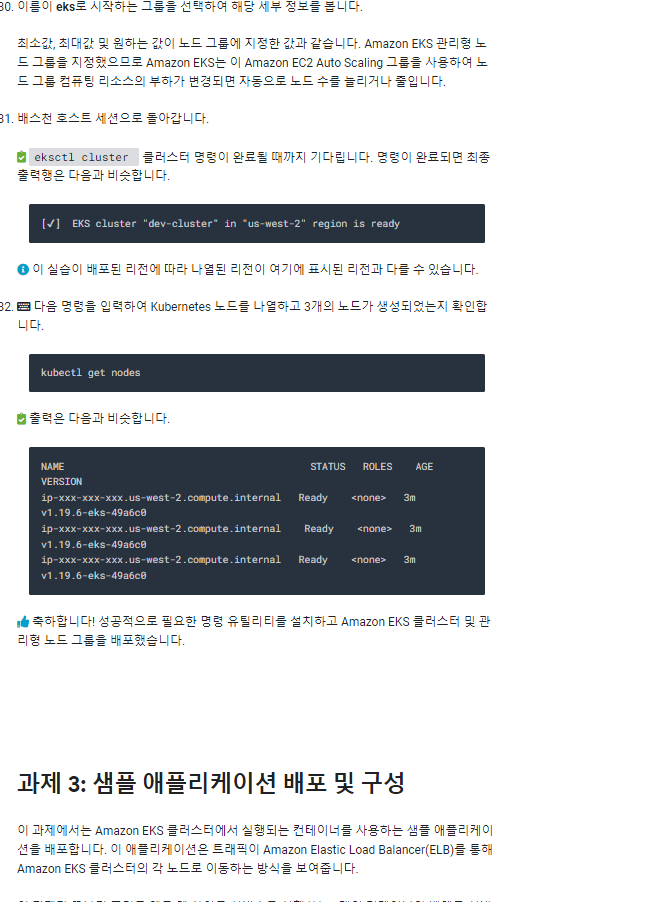 30. 이름이 eks로 시작하는 그룹을 선택하여 해당 세부 정보를 봅니다.
최소값, 최대값 및 원하는 값이 노드 그룹에 지정한 값과 같습니다. Amazon EKS 관리형 노
드 그룹을 지정했으므로 Amazon EKS는 이 Amazon EC2 Auto Scaling 그룹을 사용하여 노
드 그룹 컴퓨팅 리소스의 부하가 변경되면 자동으로 노드 수를 늘리거나 줄입니다.
31. 배스천 호스트 세션으로 돌아갑니다.
eksctl cluster 클러스터 명령이 완료될 때까지 기다립니다. 명령이 완료되면 최종
출력행은 다음과 비슷합니다.
[✓] EKS cluster "dev-cluster" in "us-west-2" region is ready
이 실습이 배포된 리전에 따라 나열된 리전이 여기에 표시된 리전과 다를 수 있습니다.
32. 다음 명령을 입력하여 Kubernetes 노드를 나열하고 3개의 노드가 생성되었는지 확인합
니다.
kubectl get nodes
출력은 다음과 비슷합니다.
NAME STATUS ROLES AGE
VERSION
ip-xxx-xxx-xxx.us-west-2.compute.internal Ready <none> 3m
v1.19.6-eks-49a6c0
ip-xxx-xxx-xxx.us-west-2.compute.internal Ready <none> 3m
v1.19.6-eks-49a6c0
ip-xxx-xxx-xxx.us-west-2.compute.internal Ready <none> 3m
v1.19.6-eks-49a6c0
축하합니다! 성공적으로 필요한 명령 유틸리티를 설치하고 Amazon EKS 클러스터 및 관
리형 노드 그룹을 배포했습니다.
과제 3: 샘플 애플리케이션 배포 및 구성
이 과제에서는 Amazon EKS 클러스터에서 실행되는 컨테이너를 사용하는 샘플 애플리케이
션을 배포합니다. 이 애플리케이션은 트래픽이 Amazon Elastic Load Balancer(ELB)를 통해
Amazon EKS 클러스터의 각 노드로 이동하는 방식을 보여줍니다.